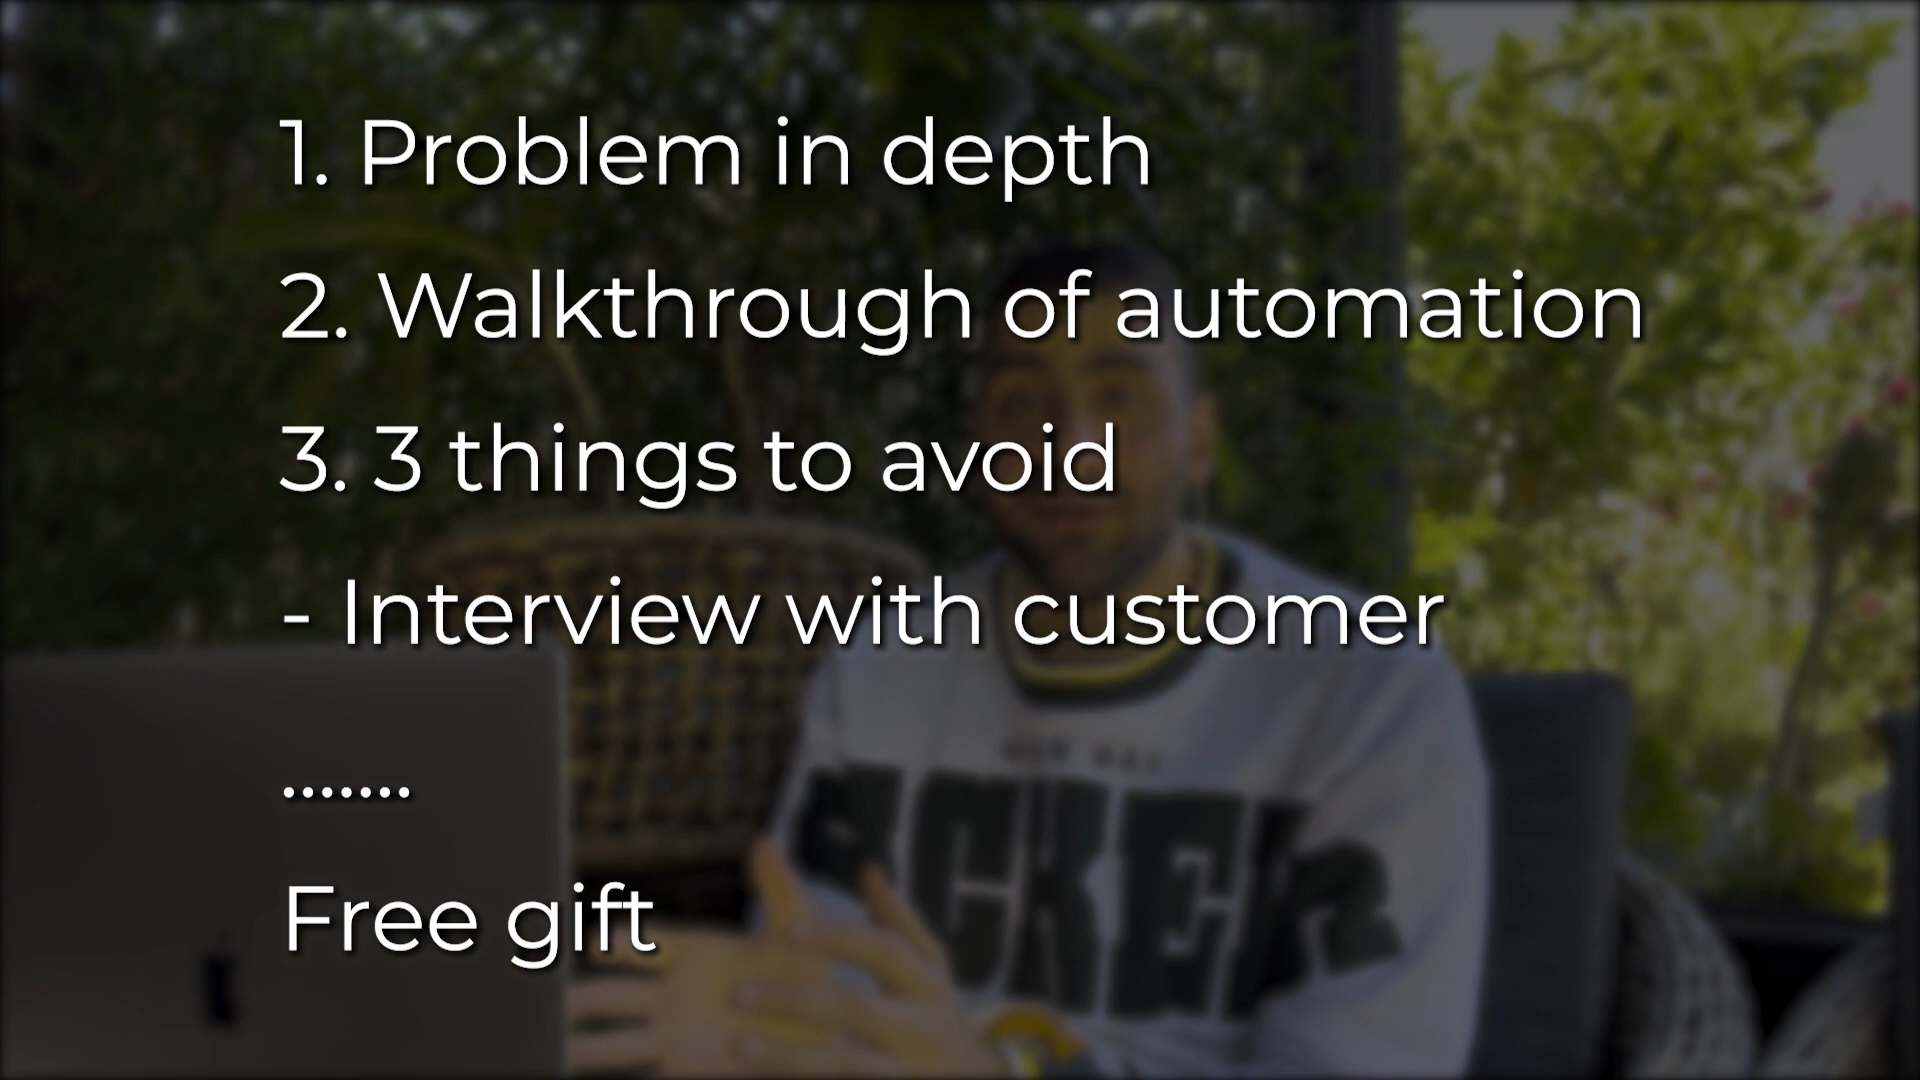 1. Problem in depth
2. Walkthrough of automation
3. 3 things to avoid
- Interview with customer
.......
Free gift